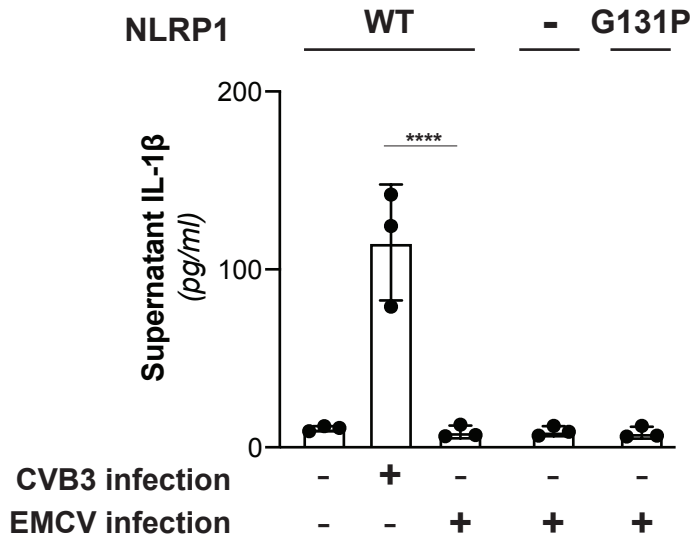 NLRP1 WT - G131P
****
200
100
0
Supernatant IL-1β
(pg/ml)
CVB3 infection - + - - -
EMCV infection - - + + +